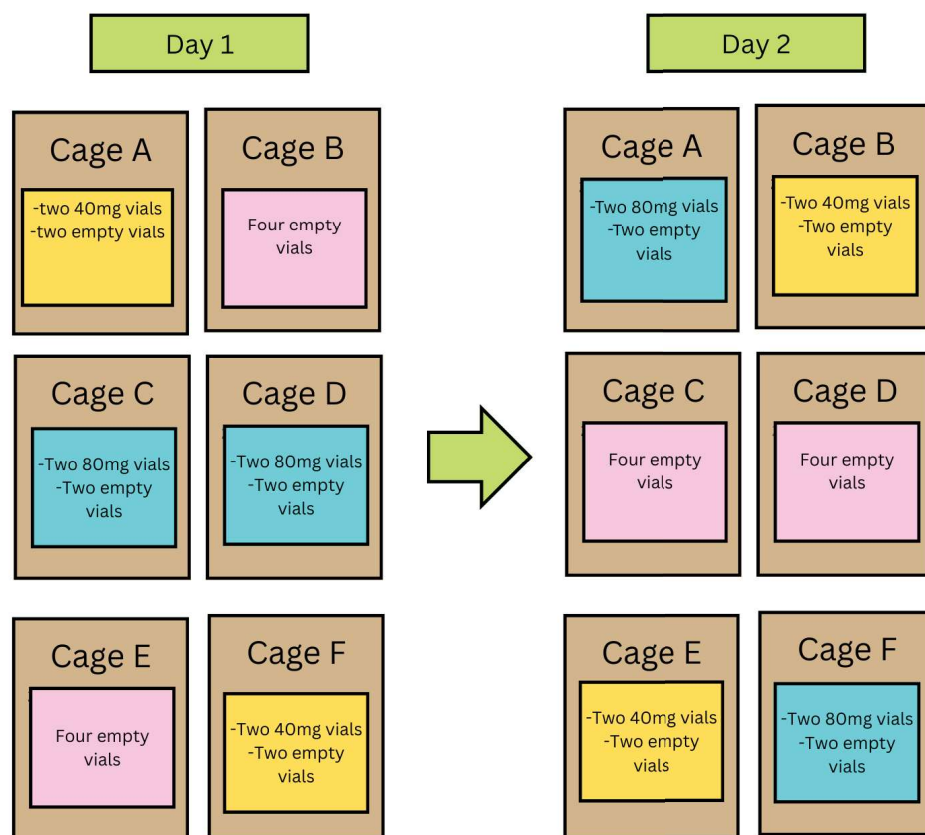 Day 1
Day 2
Cage A
-two 40mg vials
-two empty vials
Cage B
Four empty
vials
Cage A
-Two 80mg vials
-Two empty
vials
Cage B
-Two 40mg vials
-Two empty
vials
Cage C
-Two 80mg vials
-Two empty
vials
Cage D
-Two 80mg vials
-Two empty
vials
Cage C
Four empty
vials
Cage D
Four empty
vials
Cage E
Four empty
vials
Cage F
-Two 40mg vials
-Two empty
vials
Cage E
-Two 40mg vials
-Two empty
vials
Cage F
-Two 80mg vials
-Two empty
vials